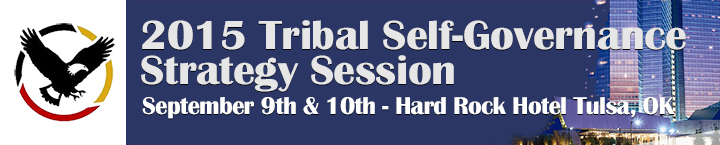 2015 Tribal Self-Governance
Strategy Session
September 9th & 10th - Hard Rock Hotel Tulsa, OK